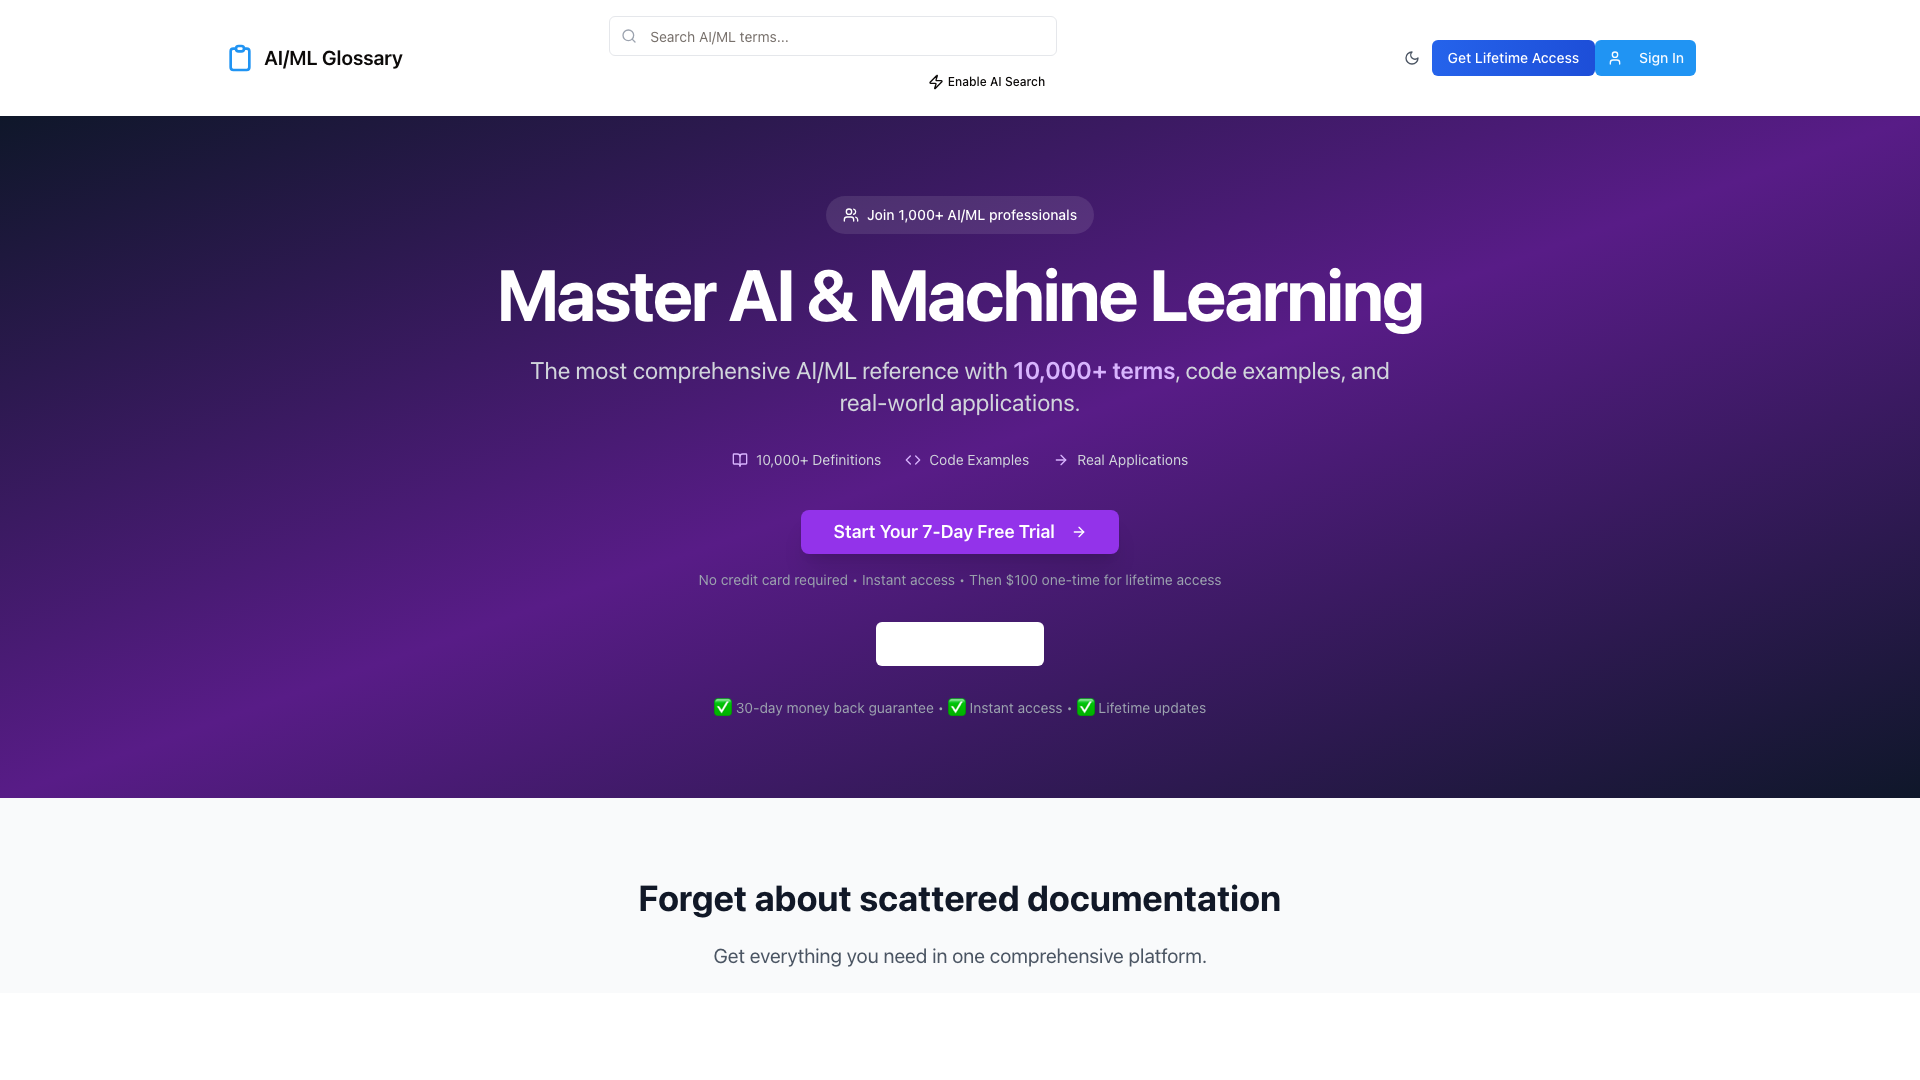 AI/ML Glossary
Search AI/ML terms...
Enable AI Search
Get Lifetime Access
Sign In
Join 1,000+ AI/ML professionals
Master AI & Machine Learning
The most comprehensive AI/ML reference with 10,000+ terms, code examples, and
real-world applications.
10,000+ Definitions
Code Examples
Real Applications
Start Your 7-Day Free Trial
No credit card required • Instant access • Then $100 one-time for lifetime access
✅ 30-day money back guarantee • ✅ Instant access • ✅ Lifetime updates
Forget about scattered documentation
Get everything you need in one comprehensive platform.